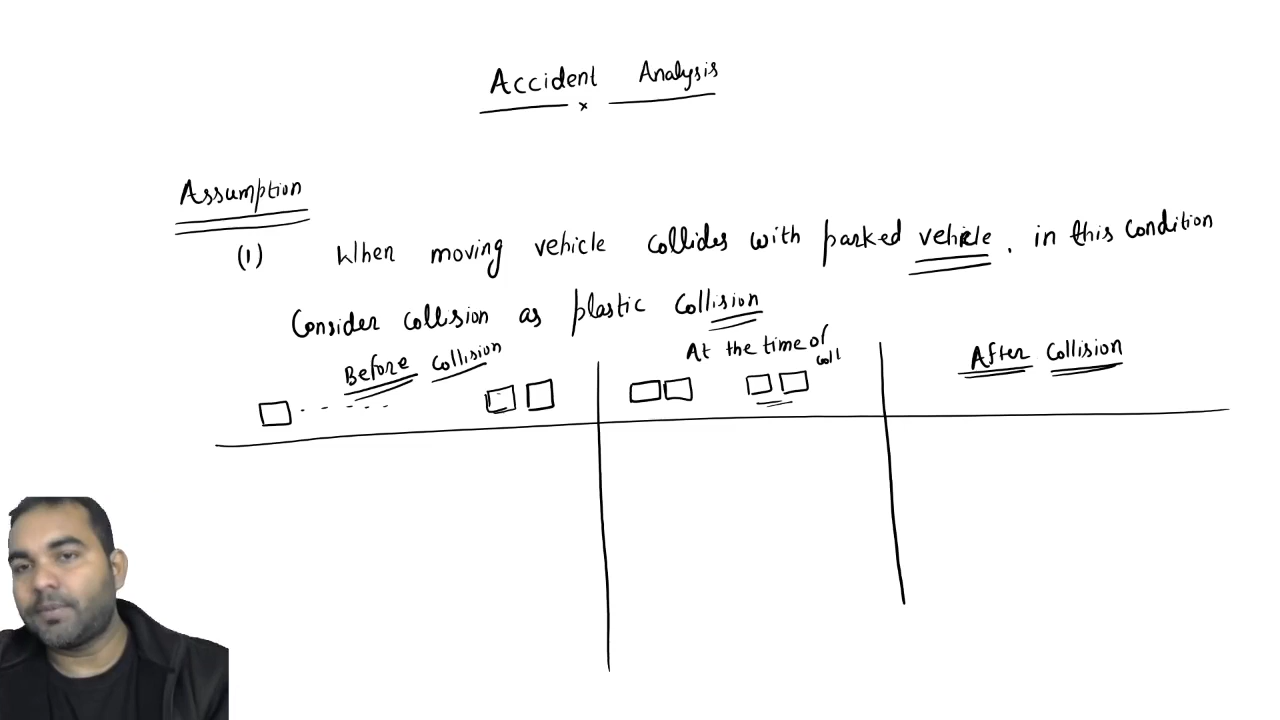 Accident Analysis
Assumption
(1) When moving vehicle collides with parked vehicle. in this condition
Consider collision as plastic collision
Before collision
At the time of
coll
After Collision